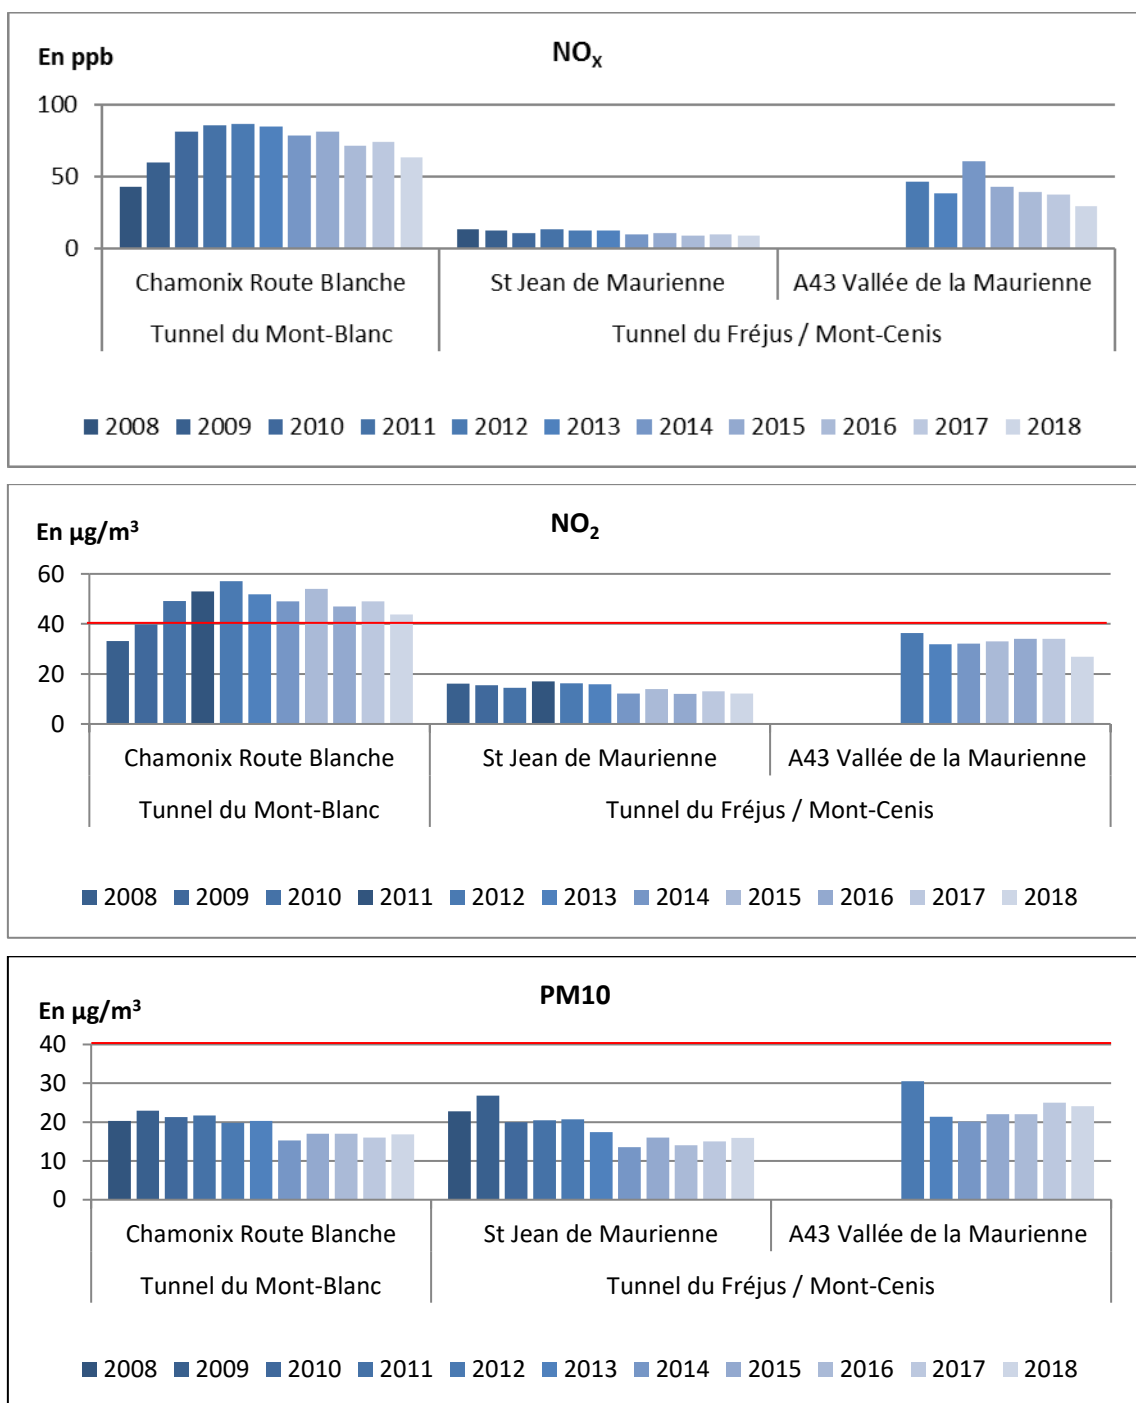 En ppb
NOX
100
50
0
Chamonix Route Blanche St Jean de Maurienne A43 Vallée de la Maurienne
Tunnel du Mont-Blanc Tunnel du Fréjus / Mont-Cenis
2008 2009 2010 2011 2012 2013 2014 2015 2016 2017 2018
En µg/m³
NO₂
60
40
20
0
Chamonix Route Blanche St Jean de Maurienne A43 Vallée de la Maurienne
Tunnel du Mont-Blanc Tunnel du Fréjus / Mont-Cenis
2008 2009 2010 2011 2012 2013 2014 2015 2016 2017 2018
En µg/m³
PM10
40
30
20
10
0
Chamonix Route Blanche St Jean de Maurienne A43 Vallée de la Maurienne
Tunnel du Mont-Blanc Tunnel du Fréjus / Mont-Cenis
2008 2009 2010 2011 2012 2013 2014 2015 2016 2017 2018